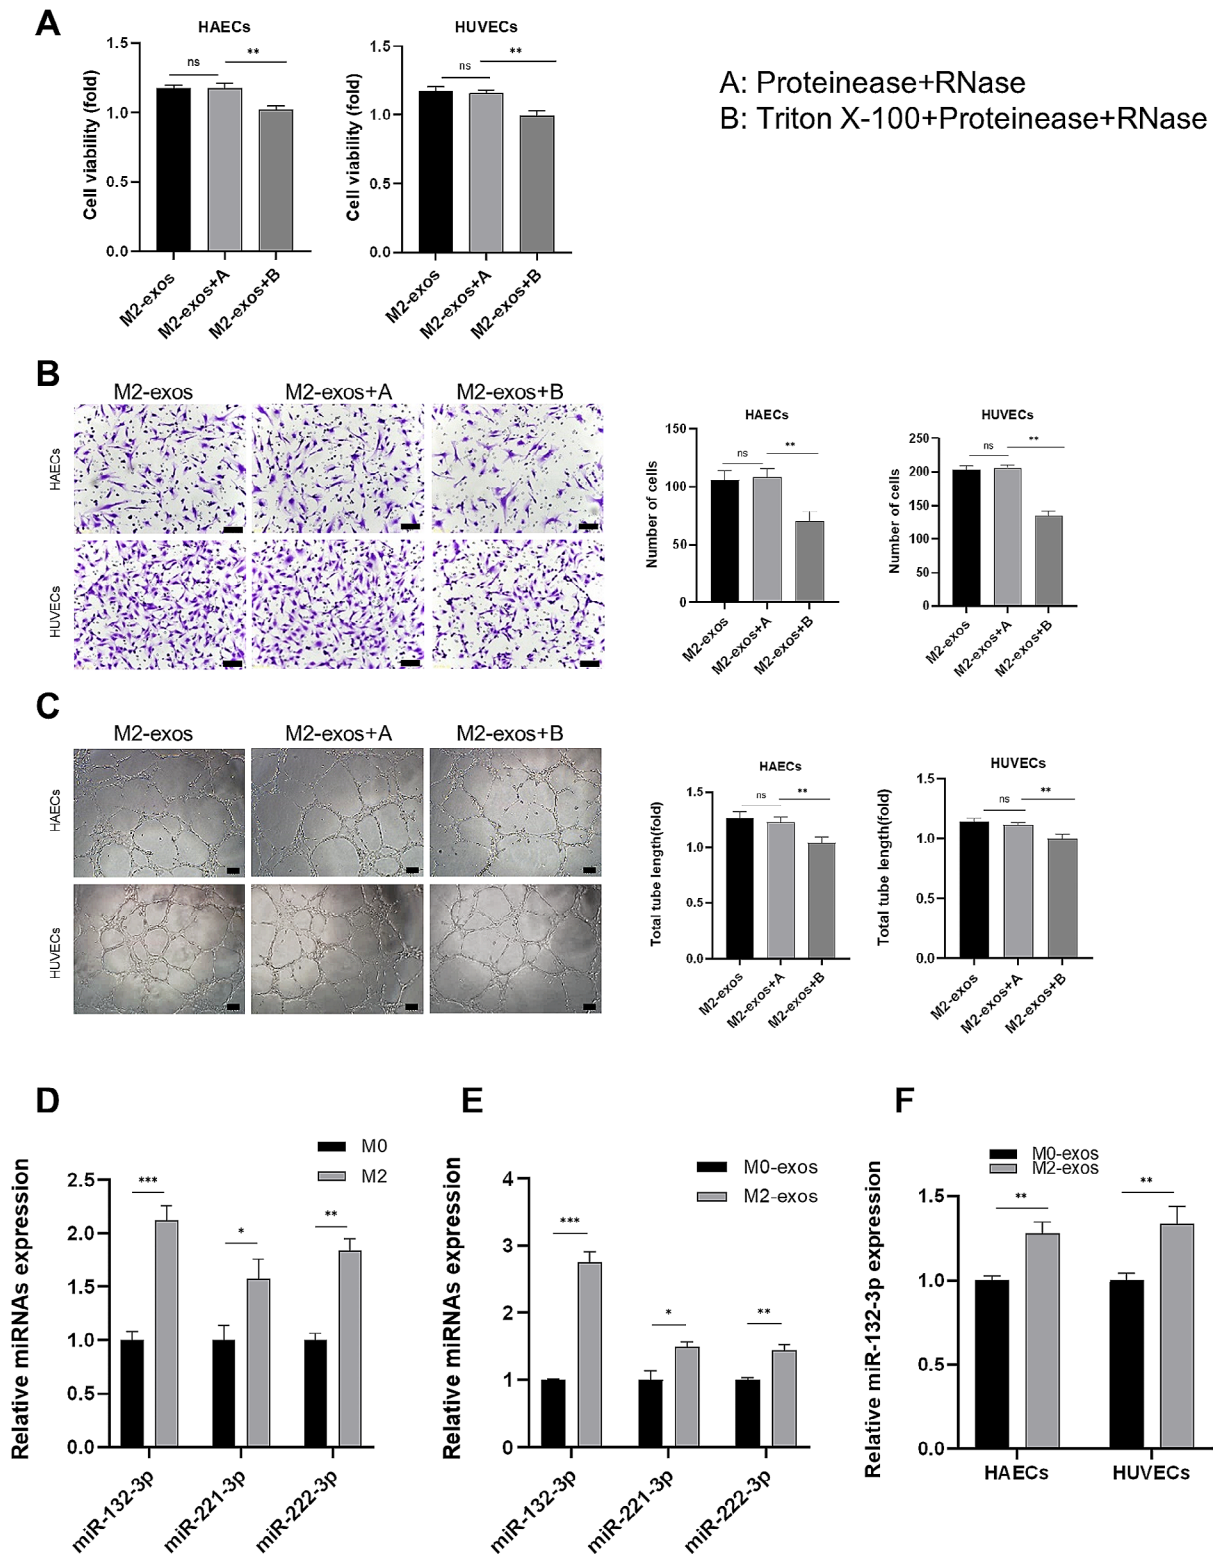 A
HAECs
HUVECs
A: Proteinease+RNase
B: Triton X-100+Proteinease+RNase
Cell viability (fold)
1.5
1.0
0.5
0.0
ns
**
M2-exos
M2-exos+A
M2-exos+B
Cell viability (fold)
1.5
1.0
0.5
0.0
ns
**
M2-exos
M2-exos+A
M2-exos+B
B
M2-exos
M2-exos+A
M2-exos+B
HAECs
HUVECs
HAECs
Number of cells
150
100
50
0
ns
**
M2-exos
M2-exos+A
M2-exos+B
HUVECs
Number of cells
250
200
150
100
50
0
ns
**
M2-exos
M2-exos+A
M2-exos+B
C
M2-exos
M2-exos+A
M2-exos+B
HAECs
HUVECs
HAECs
Total tube length(fold)
1.5
1.0
0.5
0.0
ns
**
M2-exos
M2-exos+A
M2-exos+B
HUVECs
Total tube length(fold)
1.5
1.0
0.5
0.0
ns
**
M2-exos
M2-exos+A
M2-exos+B
D
M0
M2
Relative miRNAs expression
2.5
2.0
1.5
1.0
0.5
0.0
***
*
**
miR-132-3p
miR-221-3p
miR-222-3p
E
M0-exos
M2-exos
Relative miRNAs expression
4
3
2
1
0
***
*
**
miR-132-3p
miR-221-3p
miR-222-3p
F
M0-exos
M2-exos
Relative miR-132-3p expression
1.5
1.0
0.5
0.0
**
**
HAECs
HUVECs